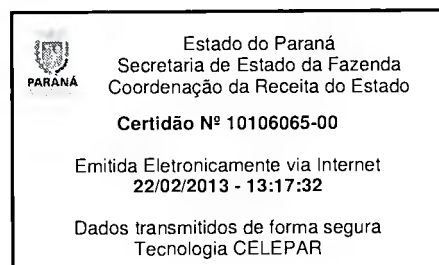 Estado do Paraná
Secretaria de Estado da Fazenda
PARANÁ
Coordenação da Receita do Estado
Certidão Nº 10106065-00
Emitida Eletronicamente via Internet
22/02/2013 - 13:17:32
Dados transmitidos de forma segura
Tecnologia CELEPAR